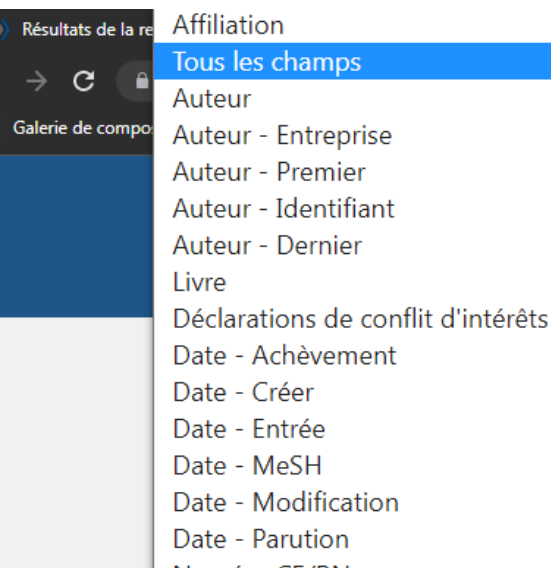 Résultats de la re
Galerie de compo
Affiliation
Tous les champs
Auteur
Auteur - Entreprise
Auteur - Premier
Auteur - Identifiant
Auteur - Dernier
Livre
Déclarations de conflit d'intérêts
Date - Achèvement
Date - Créer
Date - Entrée
Date - MeSH
Date - Modification
Date - Parution